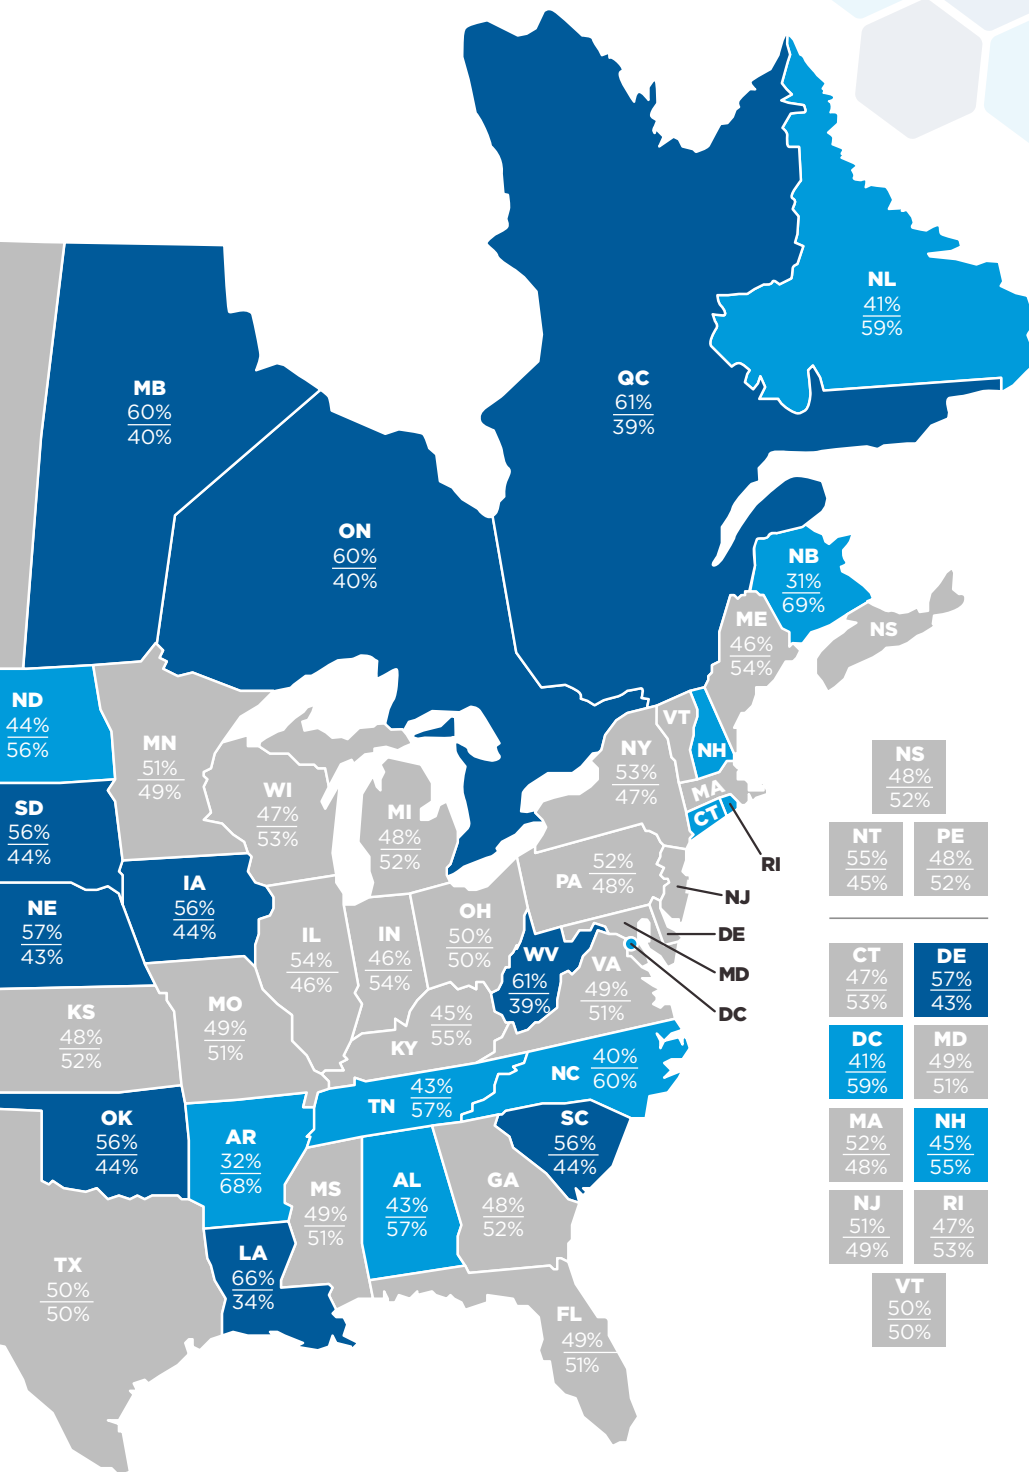 NL
41%
59%
QC
61%
39%
MB
60%
40%
ON
60%
40%
NB
31%
69%
ME
46%
54%
NS
ND
44%
56%
MN
51%
49%
VT
NH
NY
53%
47%
WI
47%
53%
MI
48%
52%
MA
CT
RI
SD
56%
44%
IA
56%
44%
PA
52%
48%
NJ
NE
57%
43%
IL
54%
46%
IN
46%
54%
OH
50%
50%
WV
61%
39%
VA
49%
51%
DE
MD
DC
KS
48%
52%
MO
49%
51%
KY
45%
55%
NC
40%
60%
TN
43%
57%
OK
56%
44%
AR
32%
68%
SC
56%
44%
MS
49%
51%
AL
43%
57%
GA
48%
52%
LA
66%
34%
TX
50%
50%
FL
49%
51%
NS
48%
52%
NT
55%
45%
PE
48%
52%
CT
47%
53%
DE
57%
43%
DC
41%
59%
MD
49%
51%
MA
52%
48%
NH
45%
55%
NJ
51%
49%
RI
47%
53%
VT
50%
50%